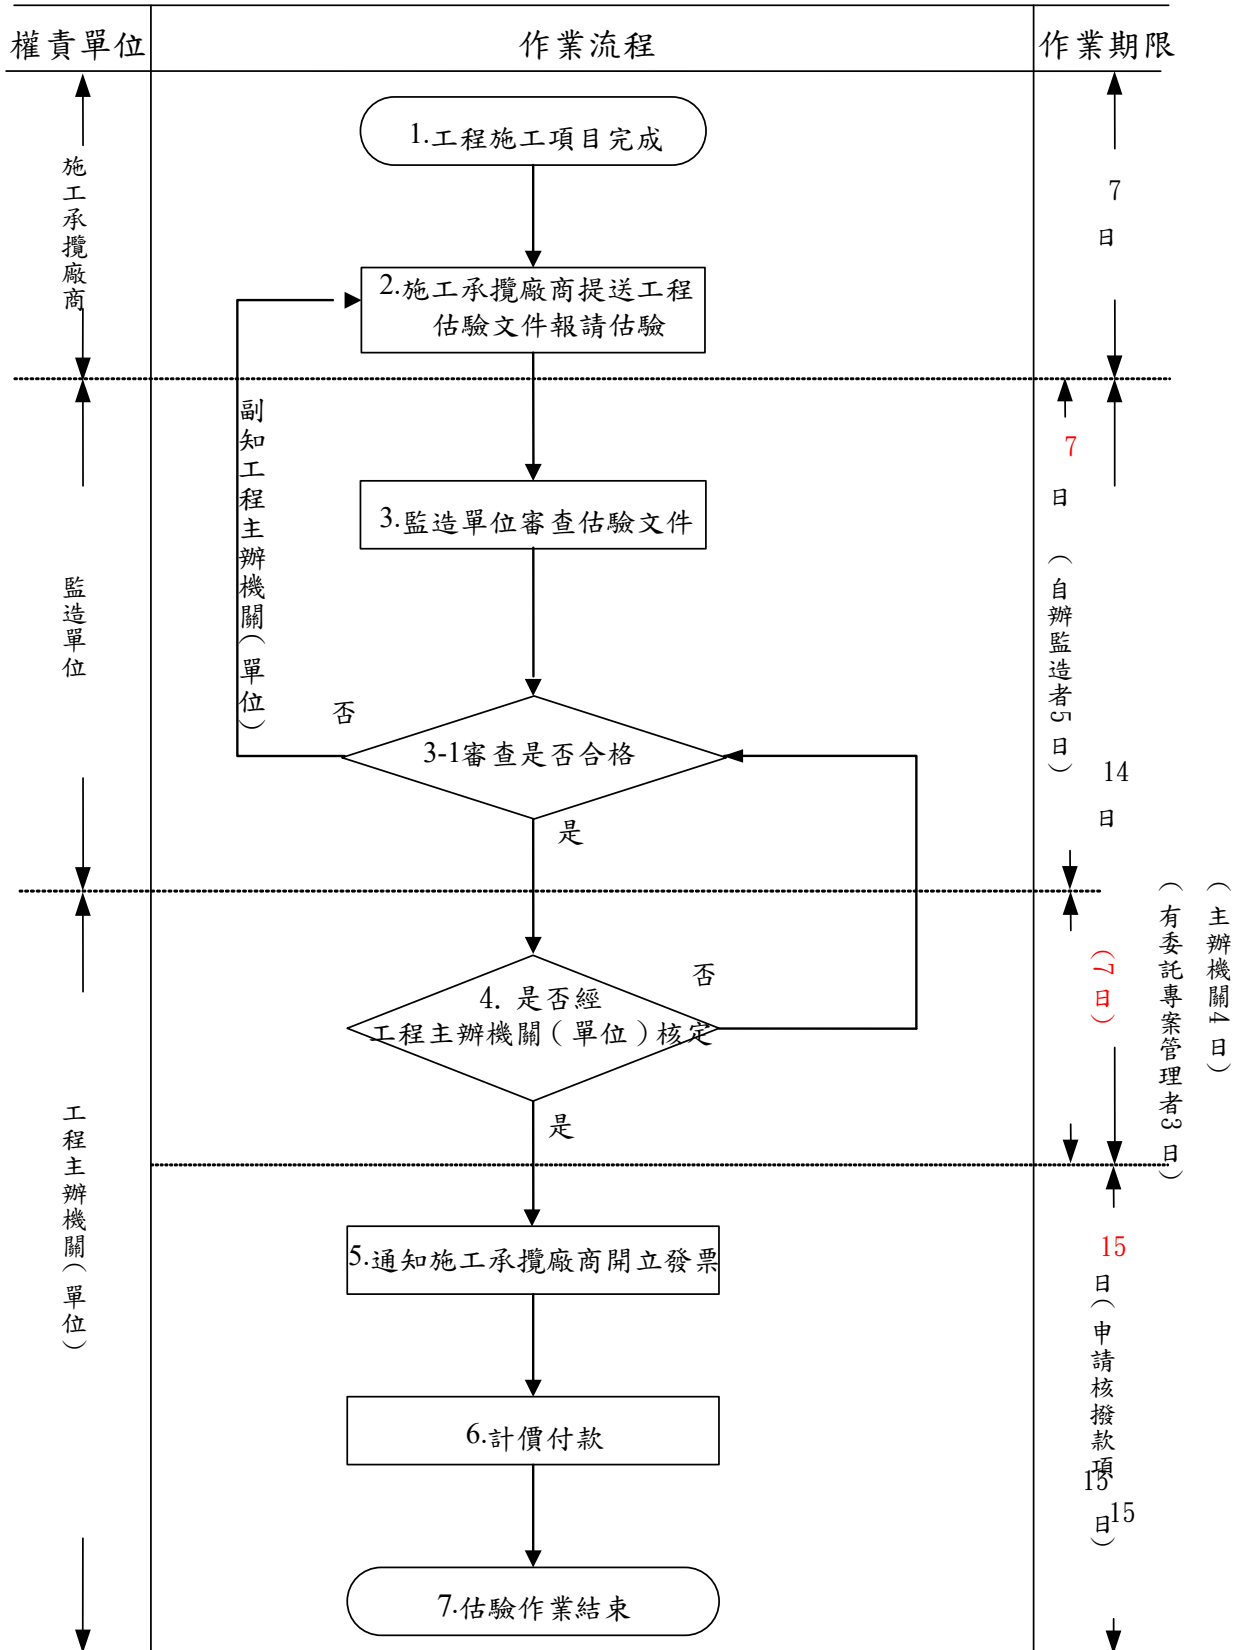 權責單位
作業流程
作業期限
施工承攬廠商
1.工程施工項目完成
7
日
2.施工承攬廠商提送工程
估驗文件報請估驗
監造單位
副知工程主辦機關(單位)
3.監造單位審查估驗文件
7
日
(自辦監造者5日)
否
3-1審查是否合格
是
14
日
工程主辦機關(單位)
4. 是否經
工程主辦機關(單位)核定
否
是
(7
日)
(有委託專案管理者3日)
(主辦機關4日)
5.通知施工承攬廠商開立發票
15
日(申請核撥款項
15
日)
15
6.計價付款
7.估驗作業結束